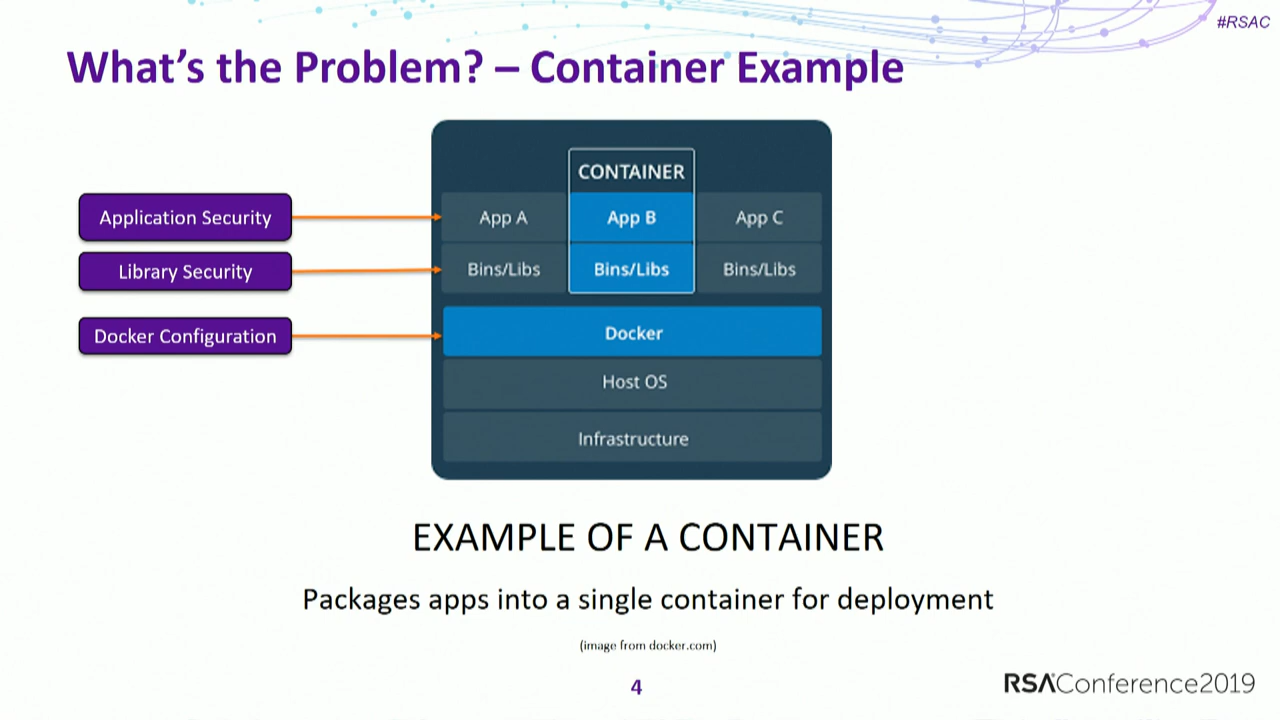 #RSAC
What's the Problem? – Container Example
CONTAINER
Application Security
App A
App B
App C
Library Security
Bins/Libs
Bins/Libs
Bins/Libs
Docker Configuration
Docker
Host OS
Infrastructure
EXAMPLE OF A CONTAINER
Packages apps into a single container for deployment
(image from docker.com)
4
RSAConference2019